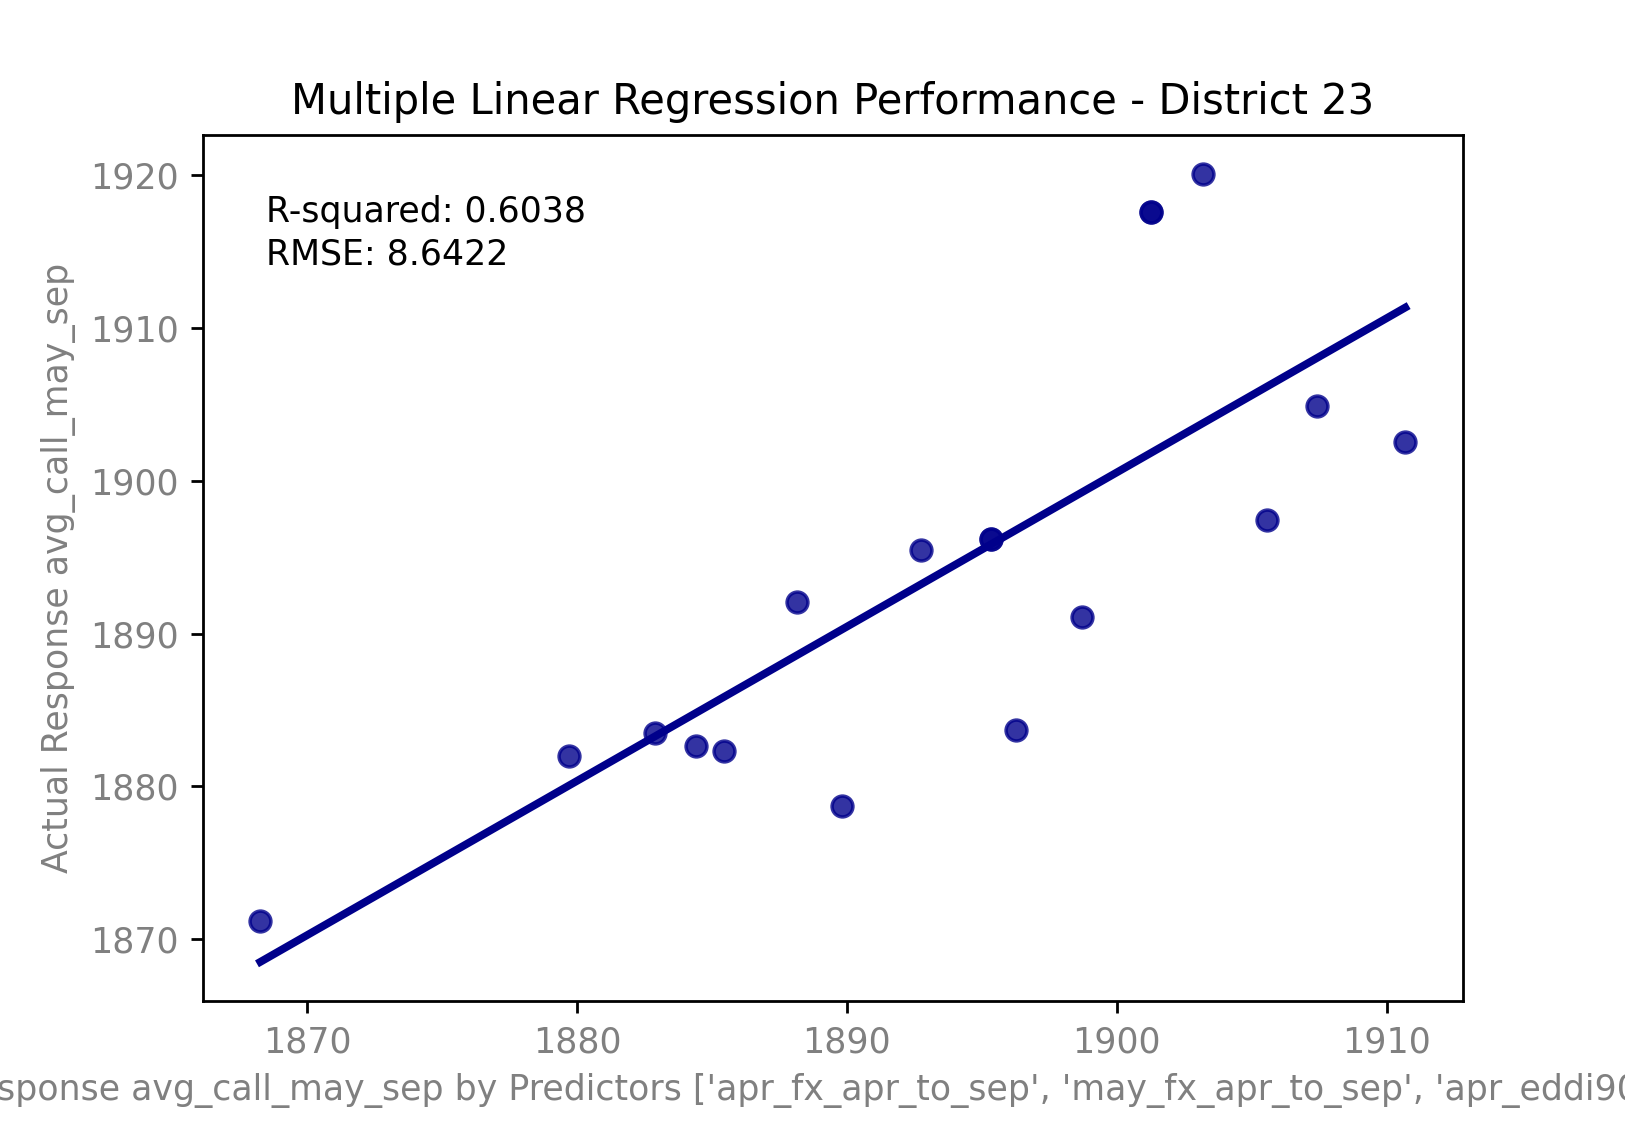 Multiple Linear Regression Performance - District 23
R-squared: 0.6038
RMSE: 8.6422
Actual Response avg_call_may_sep
1920
1910
1900
1890
1880
1870
1870 1880 1890 1900 1910
sponse avg_call_may_sep by Predictors ['apr_fx_apr_to_sep', 'may_fx_apr_to_sep', 'apr_eddi90